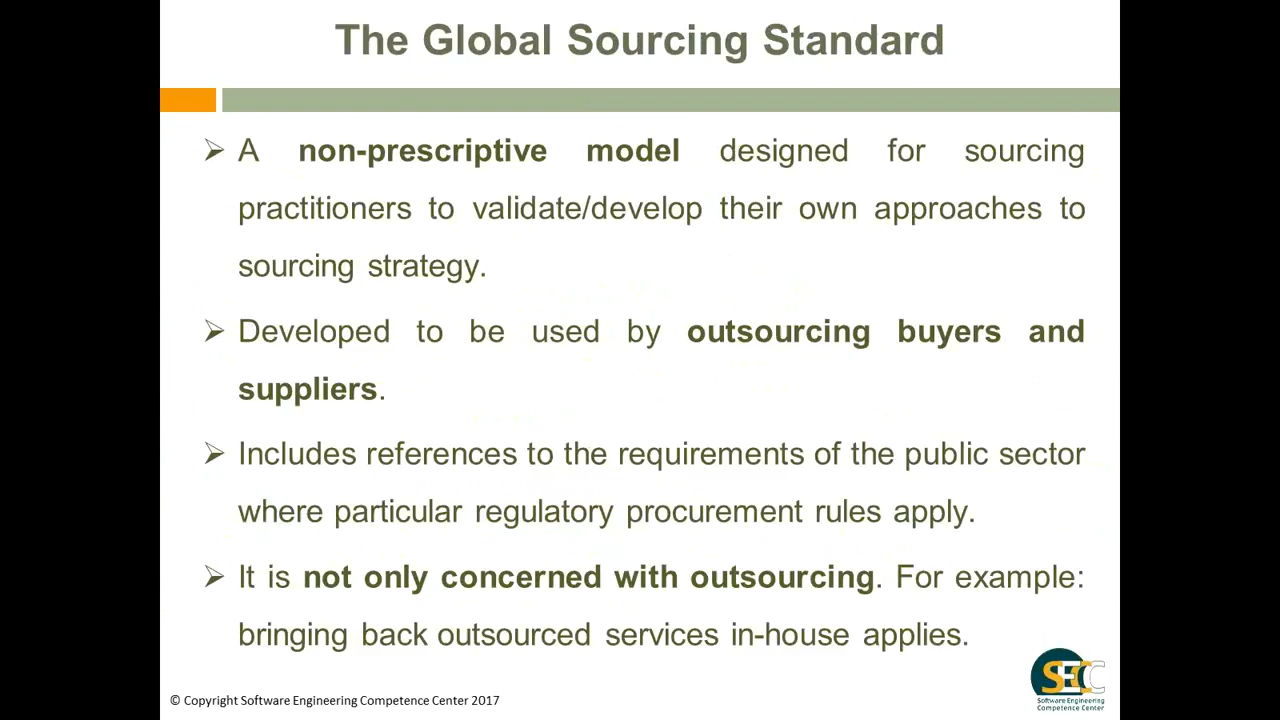 The Global Sourcing Standard
A non-prescriptive model designed for sourcing
practitioners to validate/develop their own approaches to
sourcing strategy.
Developed to be used by outsourcing buyers and
suppliers.
Includes references to the requirements of the public sector
where particular regulatory procurement rules apply.
It is not only concerned with outsourcing. For example:
bringing back outsourced services in-house applies.
SECC
Software Engineering
Competence Center
© Copyright Software Engineering Competence Center 2017